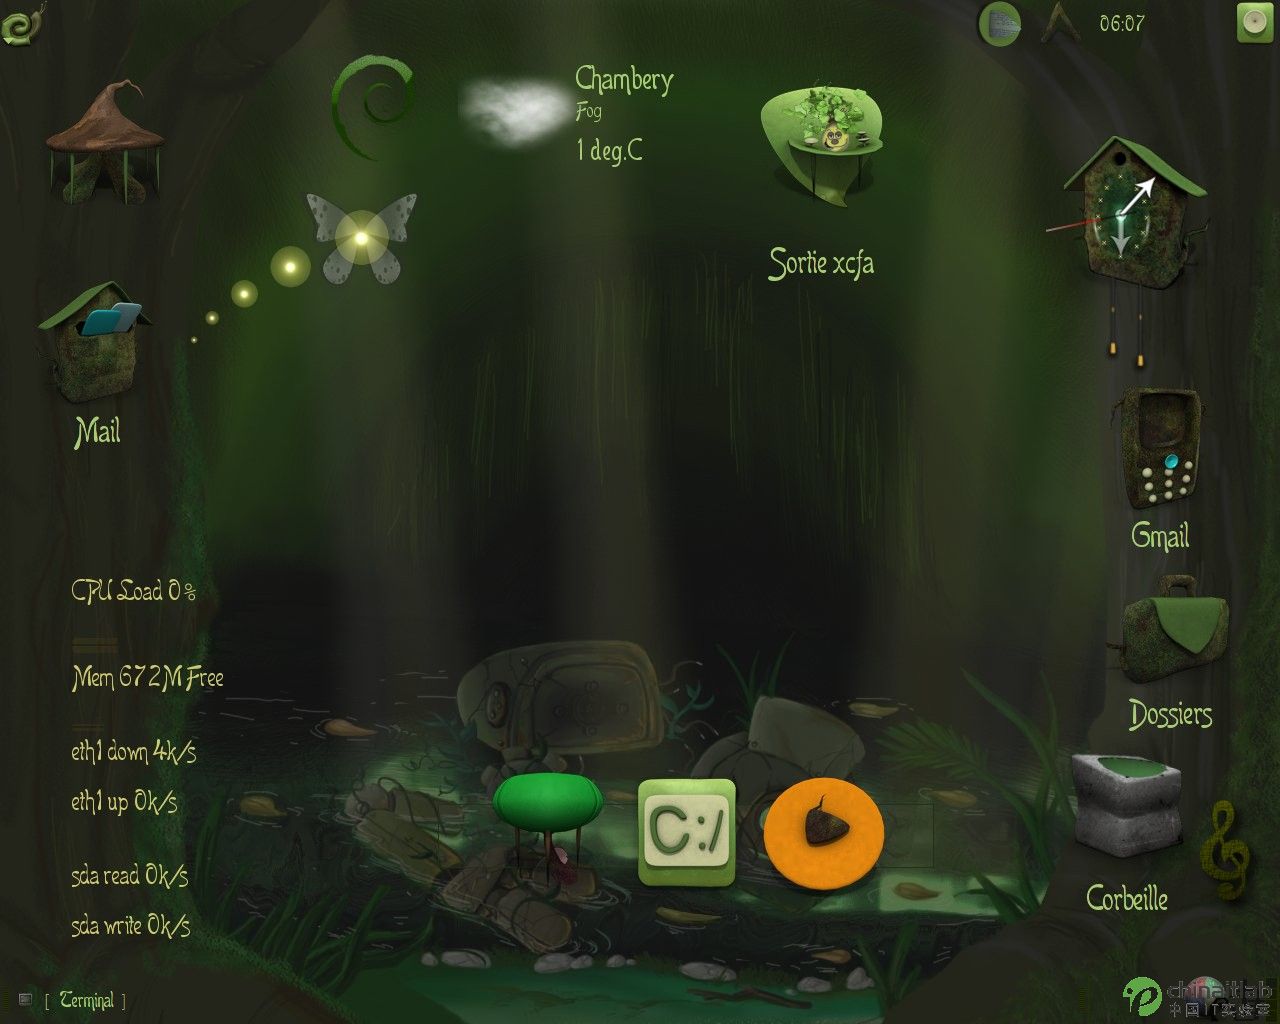 06:07
Chambery
Fog
1 deg.C
Sortie xcfa
Mail
Gmail
CPU Load 0%
Mem 672M Free
Dossiers
eth1 down 4k/s
eth1 up 0k/s
C:/
sda read 0k/s
Corbeille
sda write 0k/s
[ Terminal ]
chinaitlab
中国IT实验室